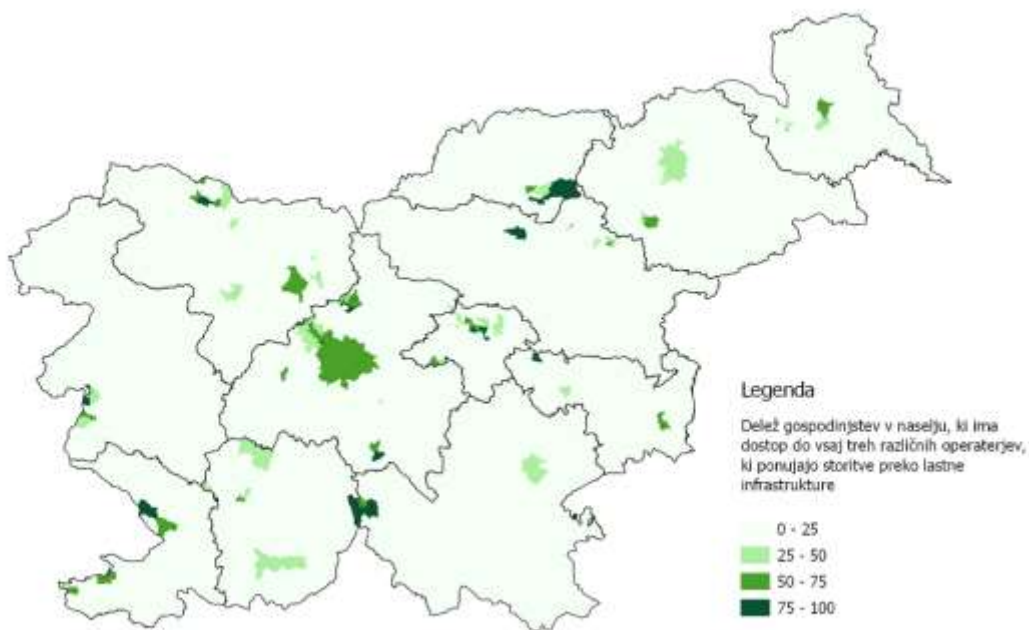 Legenda
Delež gospodinjstev v naselju, ki ima
dostop do vsaj treh različnih operaterjev,
ki ponujajo storitve preko lastne
infrastrukture
0 - 25
25 - 50
50 - 75
75 - 100